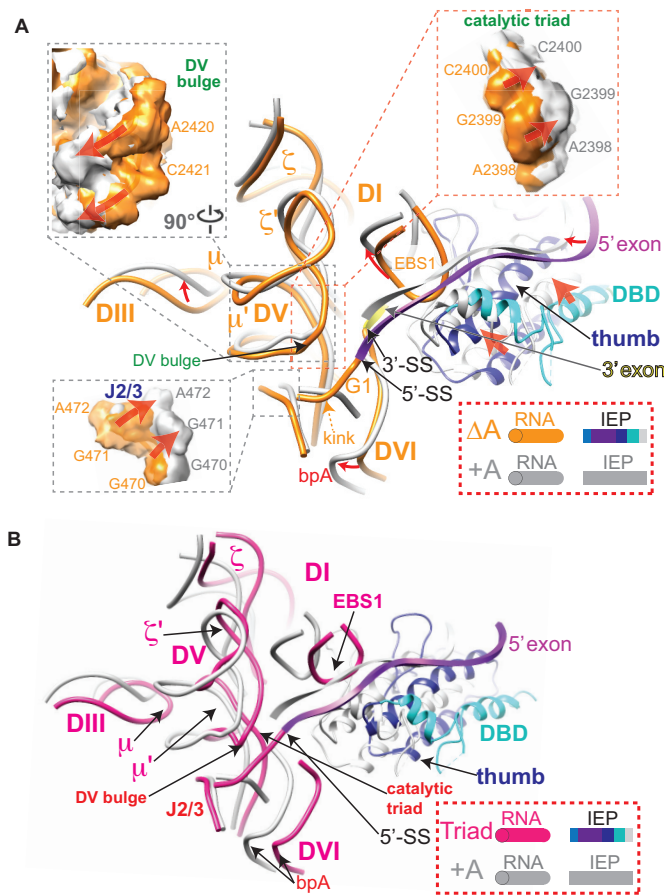 A
DV
bulge
A2420
C2421
90°
catalytic triad
C2400
C2400
G2399
G2399
A2398
A2398
ζ
ζ'
DI
μ
EBS1
5'exon
DIII
μ'
DV
DBD
thumb
DV bulge
3'-SS
3'exon
5'-SS
J2/3
A472
A472
G471
G471
G470
G470
G1
kink
DVI
bpA
RNA
IEP
ΔA
+A
RNA
IEP
B
ζ
DI
EBS1
ζ'
5'exon
DV
DIII
DBD
μ
μ'
thumb
DV bulge
catalytic
triad
J2/3
5'-SS
DVI
bpA
RNA
IEP
Triad
+A
RNA
IEP